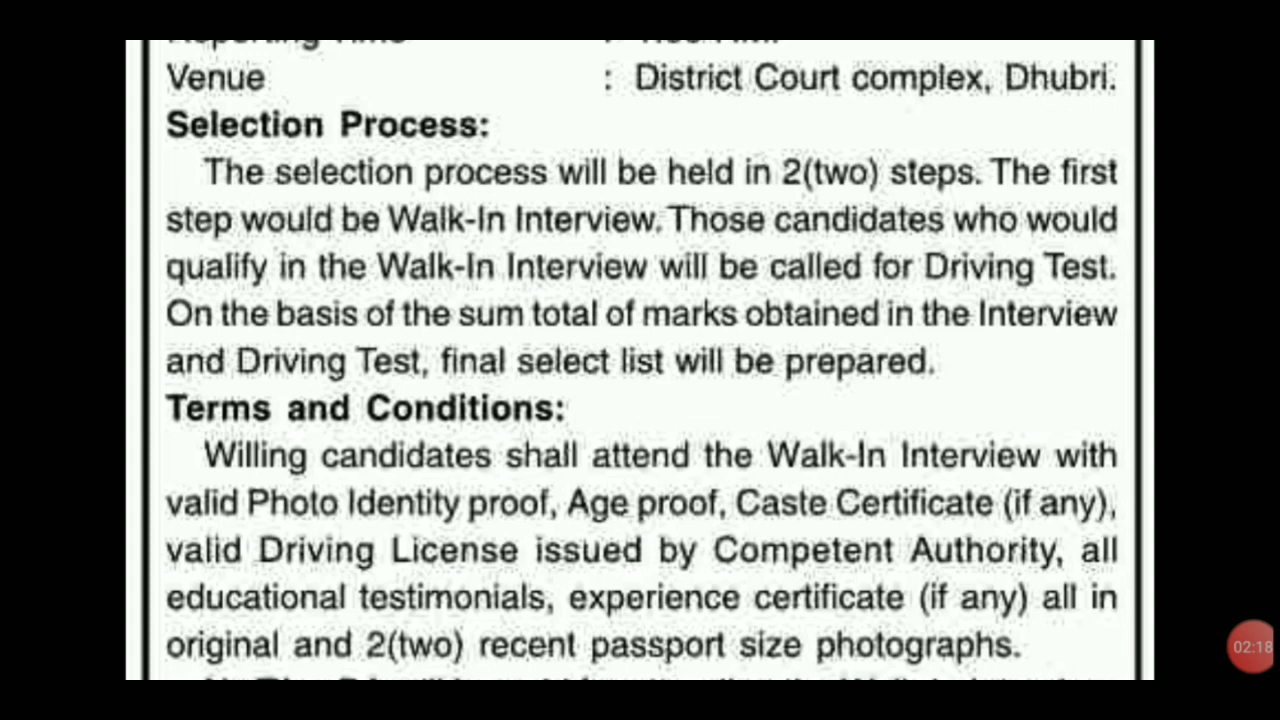 Venue : District Court complex, Dhubri.
Selection Process:
The selection process will be held in 2(two) steps. The first
step would be Walk-In Interview. Those candidates who would
qualify in the Walk-In Interview will be called for Driving Test.
On the basis of the sum total of marks obtained in the Interview
and Driving Test, final select list will be prepared.
Terms and Conditions:
Willing candidates shall attend the Walk-In Interview with
valid Photo Identity proof, Age proof, Caste Certificate (if any),
valid Driving License issued by Competent Authority, all
educational testimonials, experience certificate (if any) all in
original and 2(two) recent passport size photographs.
02:18